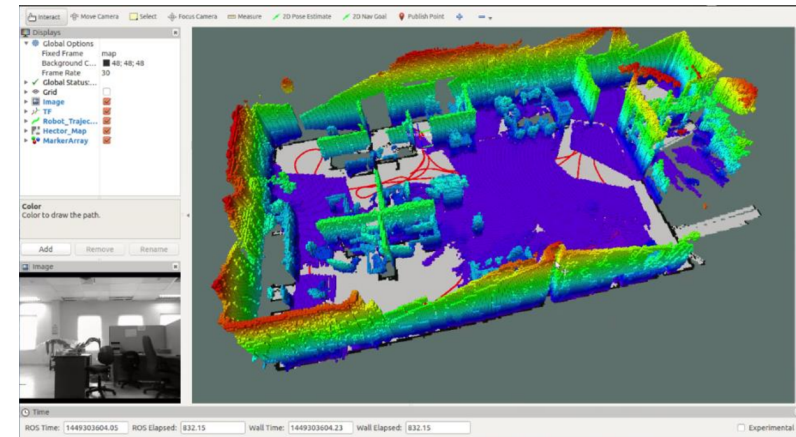 Interact Move Camera Select Focus Camera Measure 2D Pose Estimate 2D Nav Goal Publish Point
Displays
Global Options
Fixed Frame map
Background C... 48; 48; 48
Frame Rate 30
Global Status:...
Grid
Image
TF
Robot_Trajec...
Hector_Map
MarkerArray
Color
Color to draw the path.
Add Remove Rename
Image
Time
ROS Time: 1449303604.05 ROS Elapsed: 832.15 Wall Time: 1449303604.23 Wall Elapsed: 832.15 Experimental